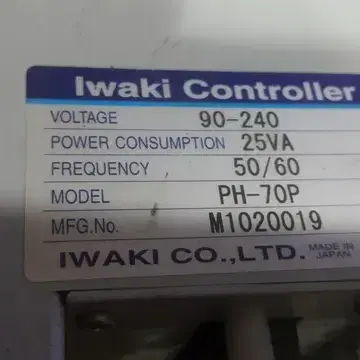 Iwaki Controller
VOLTAGE 90-240
POWER CONSUMPTION 25VA
FREQUENCY 50/60
MODEL PH-70P
MFG.No. M1020019
IWAKI CO.,LTD. MADE IN JAPAN